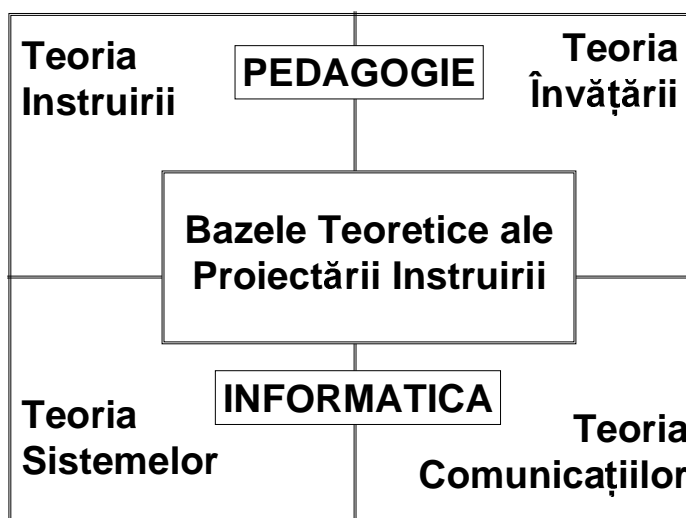 Teoria
Instruirii
PEDAGOGIE
Teoria
Învățării
Bazele Teoretice ale
Proiectării Instruirii
INFORMATICA
Teoria
Sistemelor
Teoria
Comunicațiilor